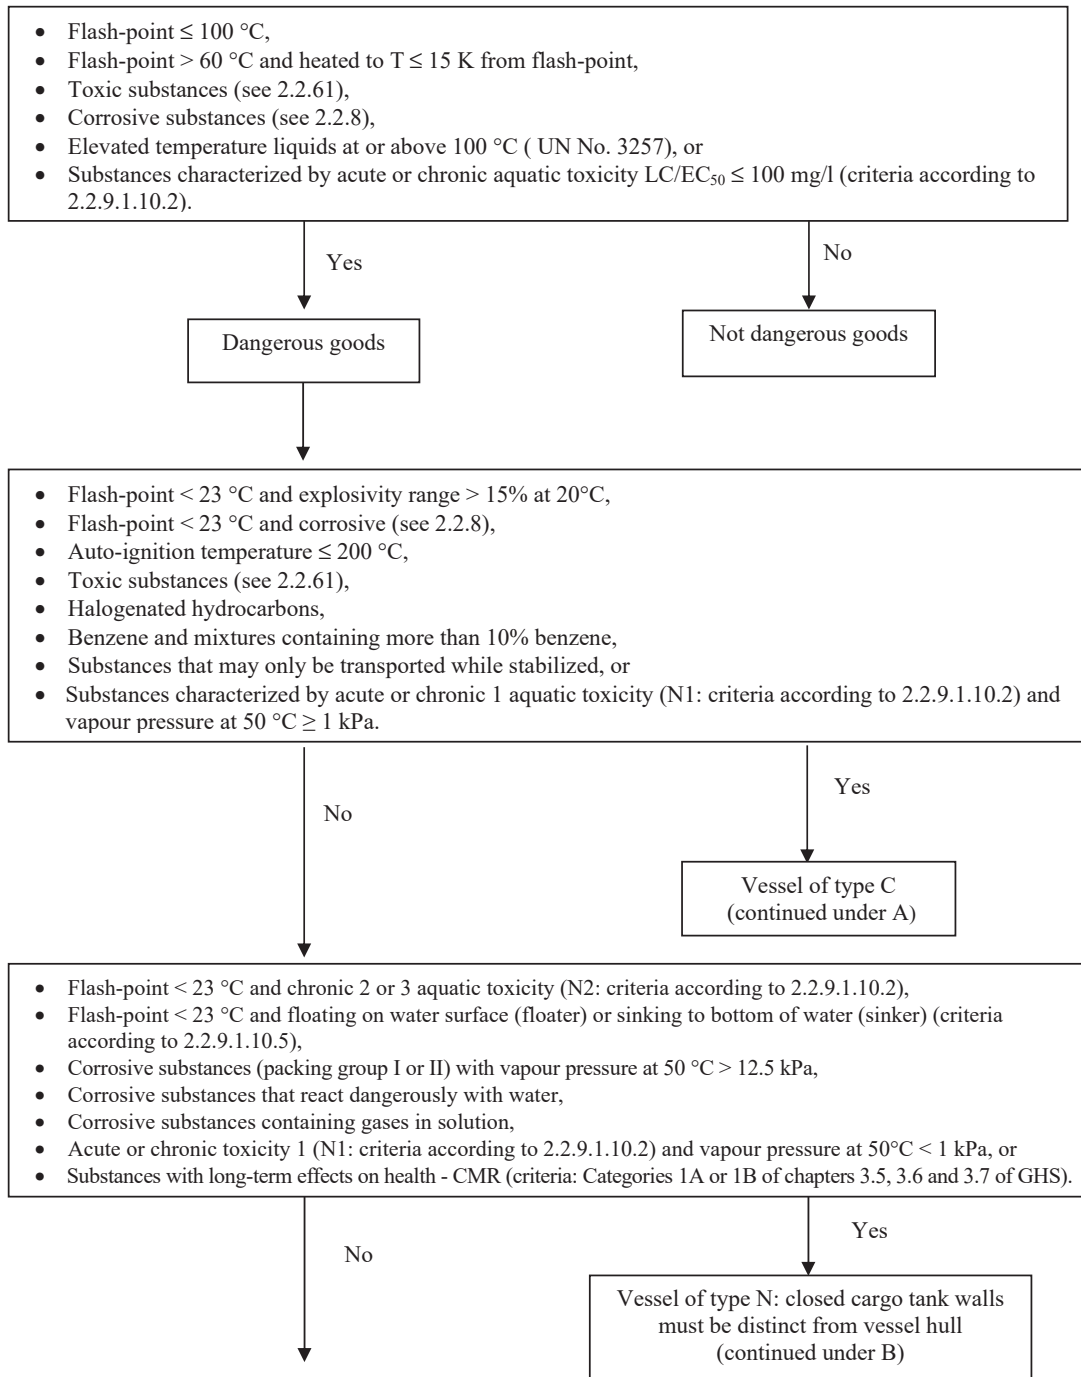 • Flash-point ≤ 100 °C,
• Flash-point > 60 °C and heated to T ≤ 15 K from flash-point,
• Toxic substances (see 2.2.61),
• Corrosive substances (see 2.2.8),
• Elevated temperature liquids at or above 100 °C ( UN No. 3257), or
• Substances characterized by acute or chronic aquatic toxicity LC/EC50 ≤ 100 mg/l (criteria according to
2.2.9.1.10.2).
Yes
No
Dangerous goods
Not dangerous goods
• Flash-point < 23 °C and explosivity range > 15% at 20°C,
• Flash-point < 23 °C and corrosive (see 2.2.8),
• Auto-ignition temperature ≤ 200 °C,
• Toxic substances (see 2.2.61),
• Halogenated hydrocarbons,
• Benzene and mixtures containing more than 10% benzene,
• Substances that may only be transported while stabilized, or
• Substances characterized by acute or chronic 1 aquatic toxicity (N1: criteria according to 2.2.9.1.10.2) and
vapour pressure at 50 °C ≥ 1 kPa.
No
Yes
Vessel of type C
(continued under A)
• Flash-point < 23 °C and chronic 2 or 3 aquatic toxicity (N2: criteria according to 2.2.9.1.10.2),
• Flash-point < 23 °C and floating on water surface (floater) or sinking to bottom of water (sinker) (criteria
according to 2.2.9.1.10.5),
• Corrosive substances (packing group I or II) with vapour pressure at 50 °C > 12.5 kPa,
• Corrosive substances that react dangerously with water,
• Corrosive substances containing gases in solution,
• Acute or chronic toxicity 1 (N1: criteria according to 2.2.9.1.10.2) and vapour pressure at 50°C < 1 kPa, or
• Substances with long-term effects on health - CMR (criteria: Categories 1A or 1B of chapters 3.5, 3.6 and 3.7 of GHS).
No
Yes
Vessel of type N: closed cargo tank walls
must be distinct from vessel hull
(continued under B)